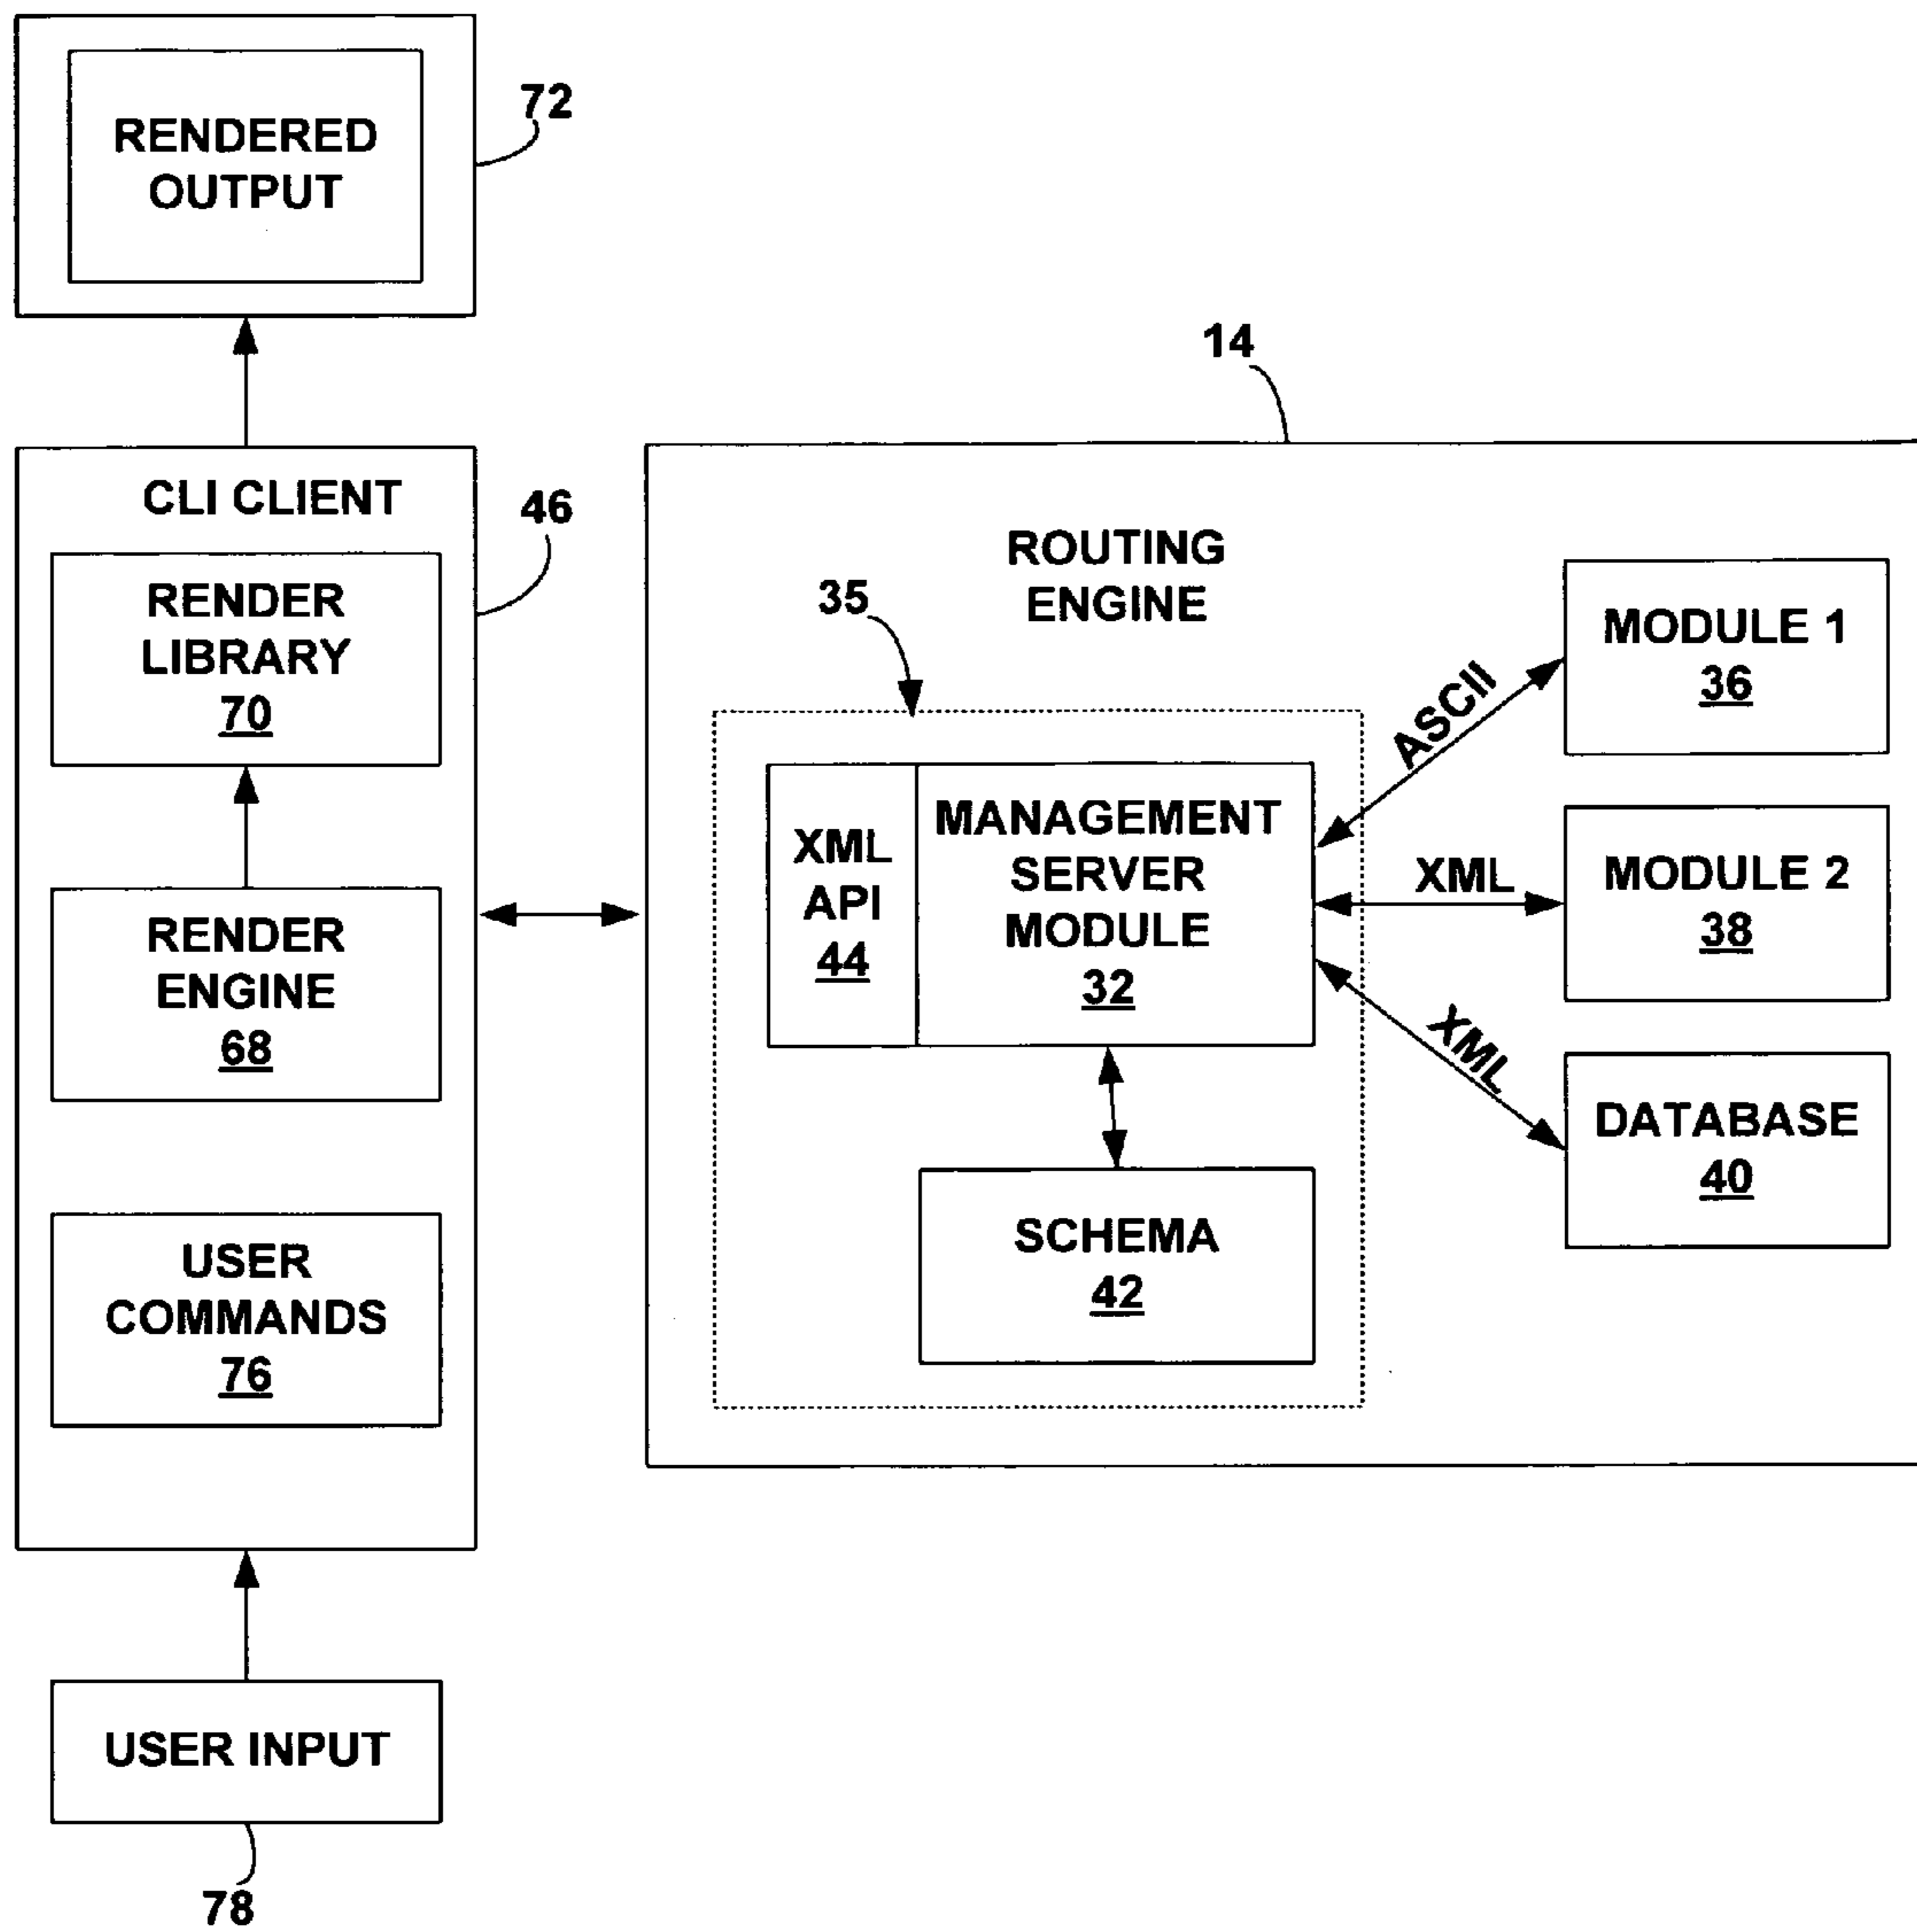 RENDERED
OUTPUT
72
CLI CLIENT
46
RENDER
LIBRARY
70
RENDER
ENGINE
68
USER
COMMANDS
76
USER INPUT
78
14
ROUTING
ENGINE
35
XML
API
44
MANAGEMENT
SERVER
MODULE
32
SCHEMA
42
ASCII
XML
XML
MODULE 1
36
MODULE 2
38
DATABASE
40